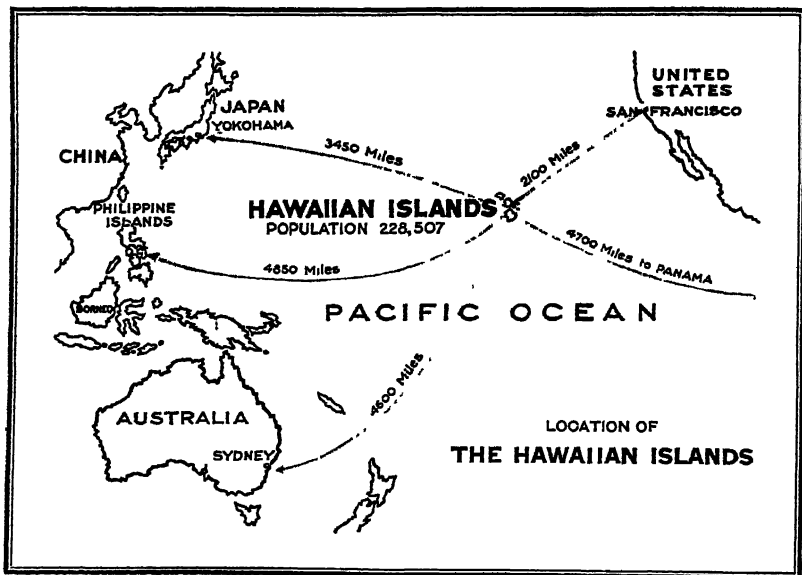 UNITED
STATES
SAN FRANCISCO
JAPAN
YOKOHAMA
3450 Miles
2100 Miles
CHINA
PHILIPPINE
ISLANDS
HAWAIIAN ISLANDS
POPULATION 228,507
4700 Miles to PANAMA
4850 Miles
BORNEO
PACIFIC OCEAN
4600 Miles
AUSTRALIA
SYDNEY
LOCATION OF
THE HAWAIIAN ISLANDS